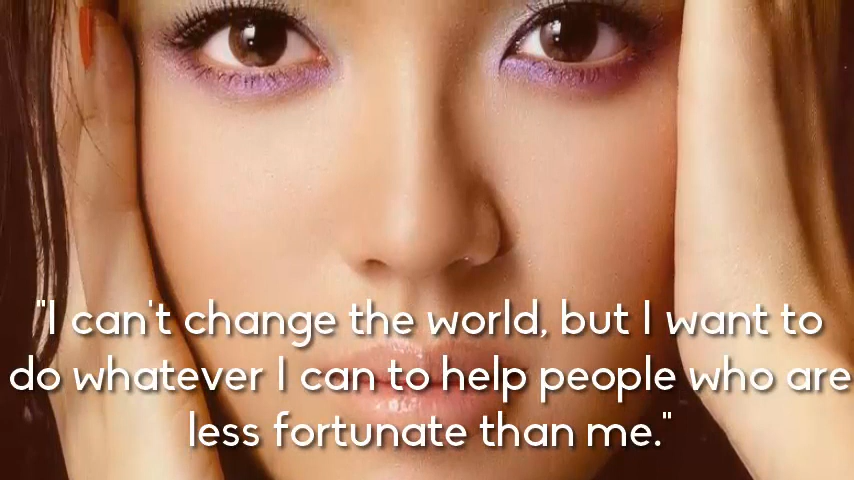 "I can't change the world, but I want to
do whatever I can to help people who are
less fortunate than me."